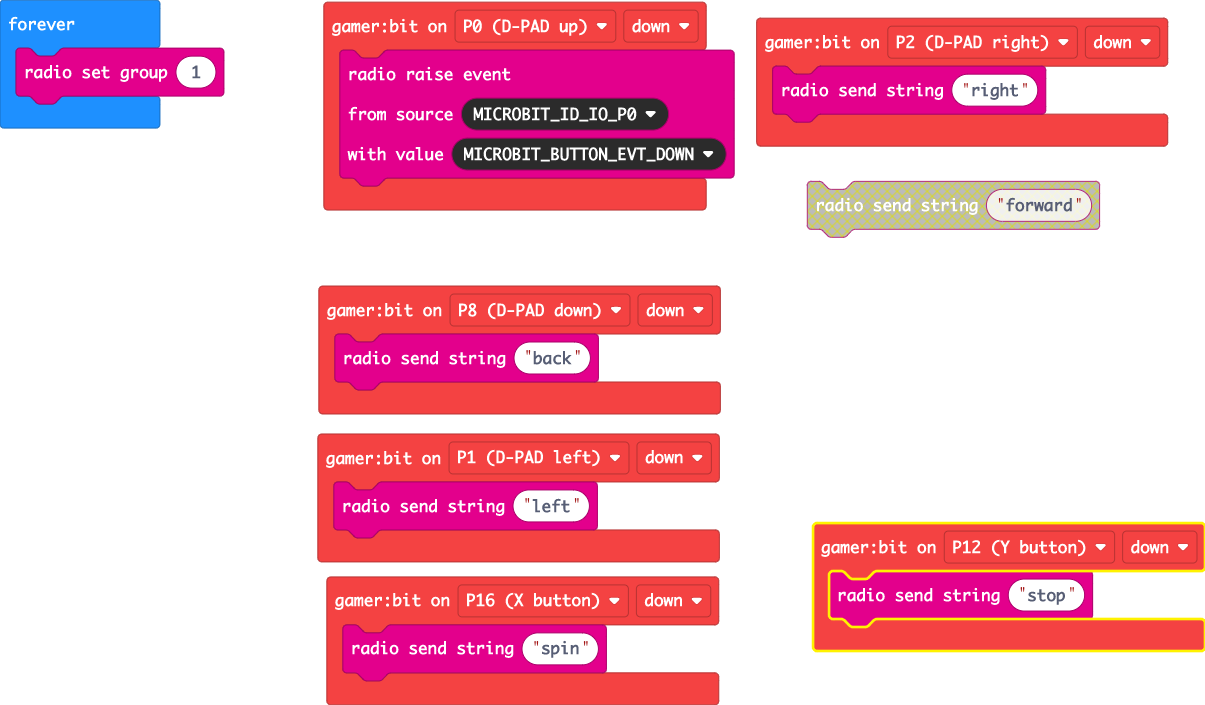 forever
radio set group 1
gamer:bit on P0 (D-PAD up) down
radio raise event
from source MICROBIT_ID_IO_P0
with value MICROBIT_BUTTON_EVT_DOWN
gamer:bit on P2 (D-PAD right) down
radio send string "right"
radio send string "forward"
gamer:bit on P8 (D-PAD down) down
radio send string "back"
gamer:bit on P1 (D-PAD left) down
radio send string "left"
gamer:bit on P16 (X button) down
radio send string "spin"
gamer:bit on P12 (Y button) down
radio send string "stop"